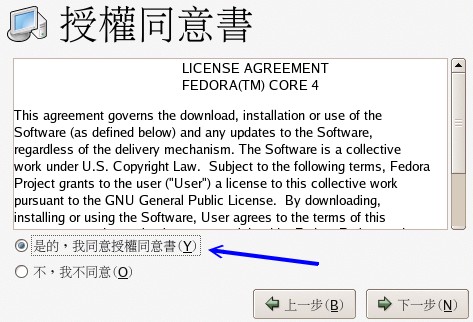 授權同意書
LICENSE AGREEMENT
FEDORA(TM) CORE 4
This agreement governs the download, installation or use of the
Software (as defined below) and any updates to the Software,
regardless of the delivery mechanism. The Software is a collective
work under U.S. Copyright Law.  Subject to the following terms, Fedora
Project grants to the user ("User") a license to this collective work
pursuant to the GNU General Public License.  By downloading,
installing or using the Software, User agrees to the terms of this
是的，我同意授權同意書(Y)
不，我不同意(O)
上一步(B)
下一步(N)